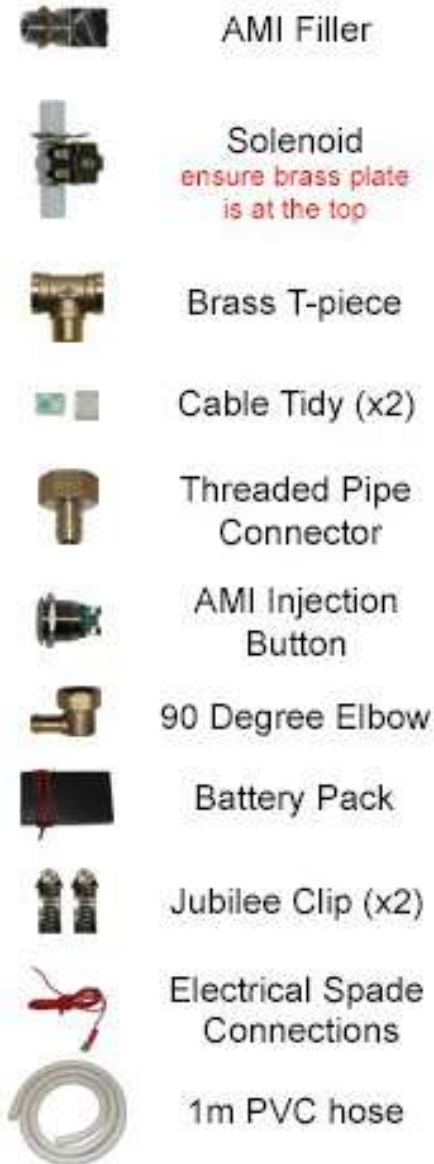 AMI Filler
Solenoid
ensure brass plate
is at the top
Brass T-piece
Cable Tidy (x2)
Threaded Pipe
Connector
AMI Injection
Button
90 Degree Elbow
Battery Pack
Jubilee Clip (x2)
Electrical Spade
Connections
1m PVC hose